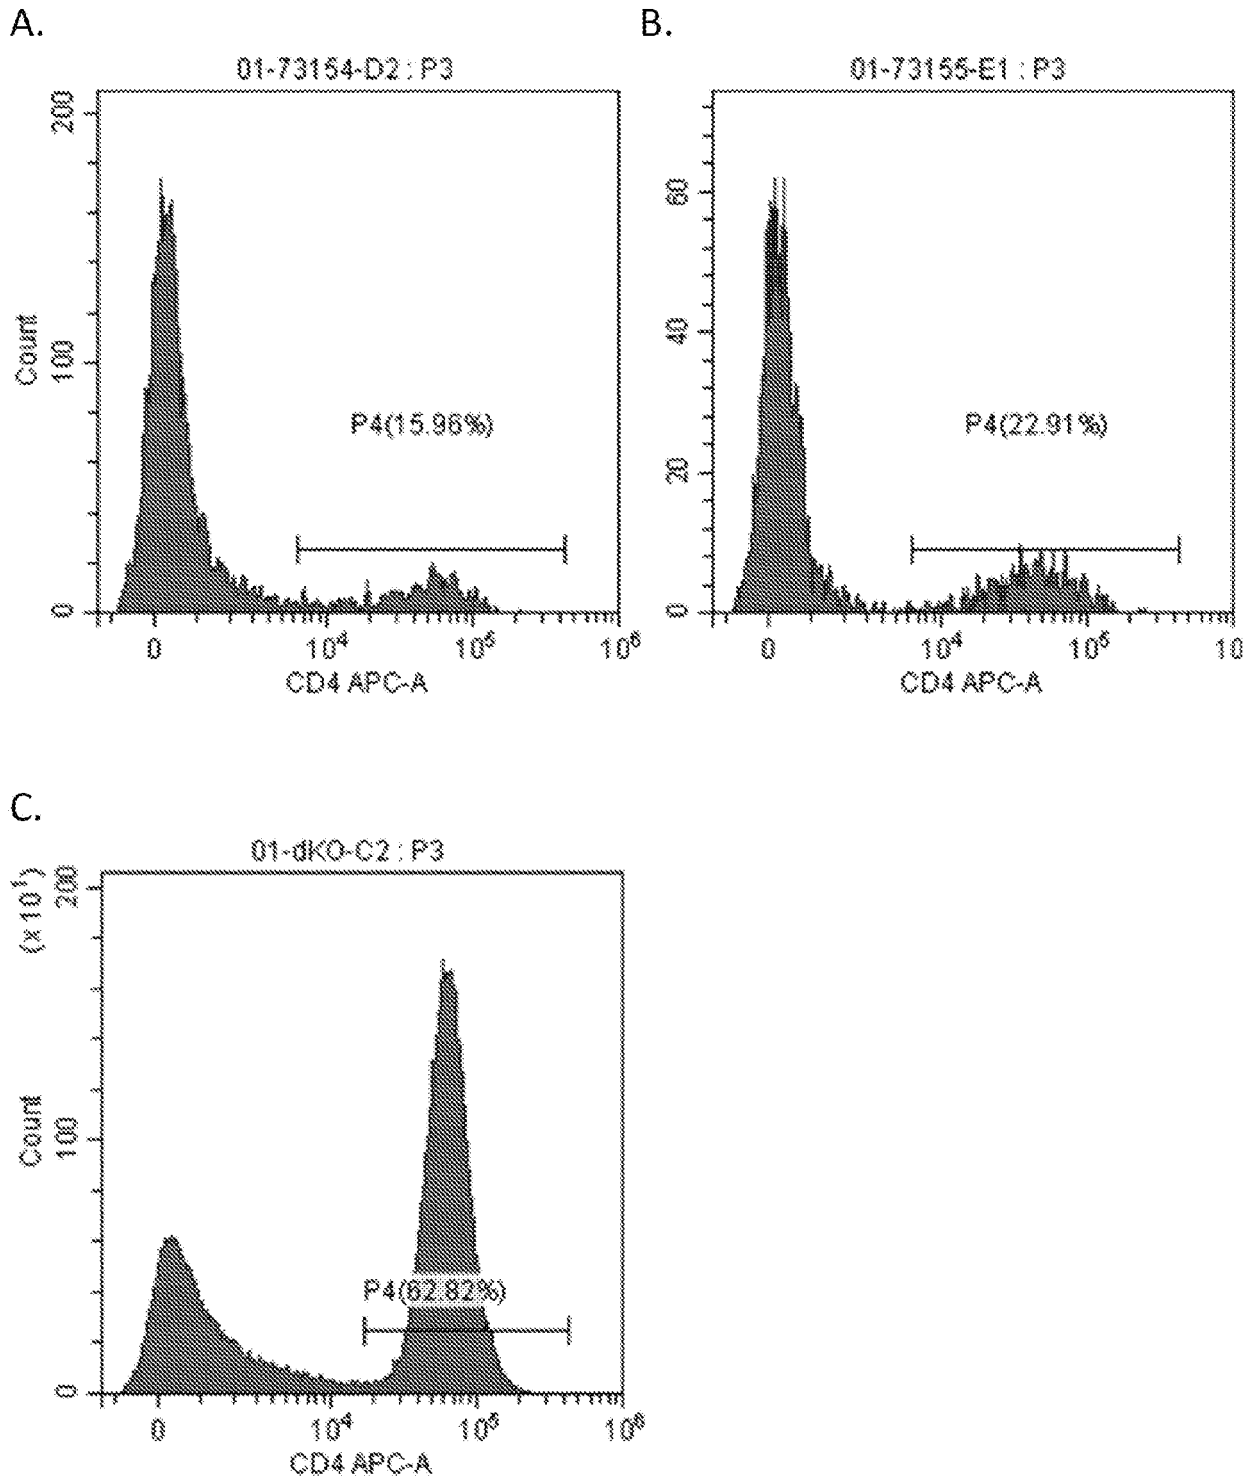 A.
01-73154-D2 : P3
200
100
0
Count
P4(15.96%)
0 10⁴ 10⁵ 10⁶
CD4 APC-A
B.
01-73155-E1 : P3
60
40
20
0
P4(22.91%)
0 10⁴ 10⁵ 10
CD4 APC-A
C.
01-dKO-C2 : P3
(x 10¹)
200
100
0
Count
P4(62.82%)
0 10⁴ 10⁵ 10⁶
CD4 APC-A